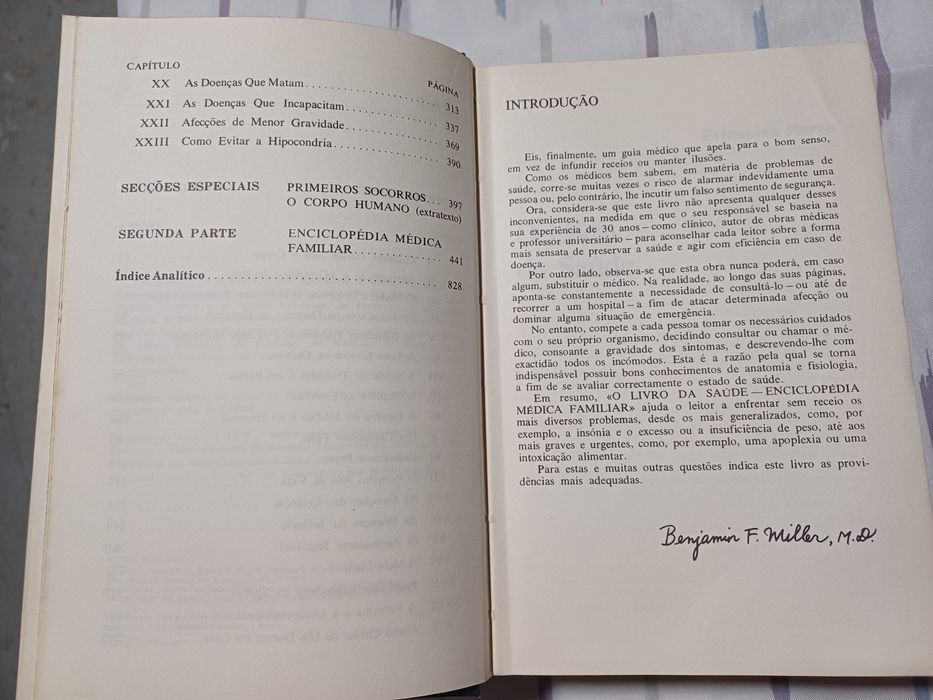 CAPÍTULO
PÁGINA
XX As Doenças Que Matam 313
XXI As Doenças Que Incapacitam 337
XXII Afecções de Menor Gravidade 369
XXIII Como Evitar a Hipocondria 390
SECÇÕES ESPECIAIS PRIMEIROS SOCORROS... 397
O CORPO HUMANO (extratexto)
SEGUNDA PARTE ENCICLOPÉDIA MÉDICA
FAMILIAR 441
Índice Analítico 828
INTRODUÇÃO
Eis, finalmente, um guia médico que apela para o bom senso,
em vez de infundir receios ou manter ilusões.
Como os médicos bem sabem, em matéria de problemas de
saúde, corre-se muitas vezes o risco de alarmar indevidamente uma
pessoa ou, pelo contrário, lhe incutir um falso sentimento de segurança.
Ora, considera-se que este livro não apresenta qualquer desses
inconvenientes, na medida em que o seu responsável se baseia na
sua experiência de 30 anos — como clínico, autor de obras médicas
e professor universitário — para aconselhar cada leitor sobre a forma
mais sensata de preservar a saúde e agir com eficiência em caso de
doença.
Por outro lado, observa-se que esta obra nunca poderá, em caso
algum, substituir o médico. Na realidade, ao longo das suas páginas,
aponta-se constantemente a necessidade de consultá-lo — ou até de
recorrer a um hospital — a fim de atacar determinada afecção ou
dominar alguma situação de emergência.
No entanto, compete a cada pessoa tomar os necessários cuidados
com o seu próprio organismo, decidindo consultar ou chamar o mé-
dico, consoante a gravidade dos sintomas, e descrevendo-lhe com
exactidão todos os incómodos. Esta é a razão pela qual se torna
indispensável possuir bons conhecimentos de anatomia e fisiologia,
a fim de se avaliar correctamente o estado de saúde.
Em resumo, «O LIVRO DA SAÚDE — ENCICLOPÉDIA
MÉDICA FAMILIAR» ajuda o leitor a enfrentar sem receio os
mais diversos problemas, desde os mais generalizados, como, por
exemplo, a insónia e o excesso ou a insuficiência de peso, até aos
mais graves e urgentes, como, por exemplo, uma apoplexia ou uma
intoxicação alimentar.
Para estas e muitas outras questões indica este livro as provi-
dências mais adequadas.
Benjamin F. Miller, M.D.